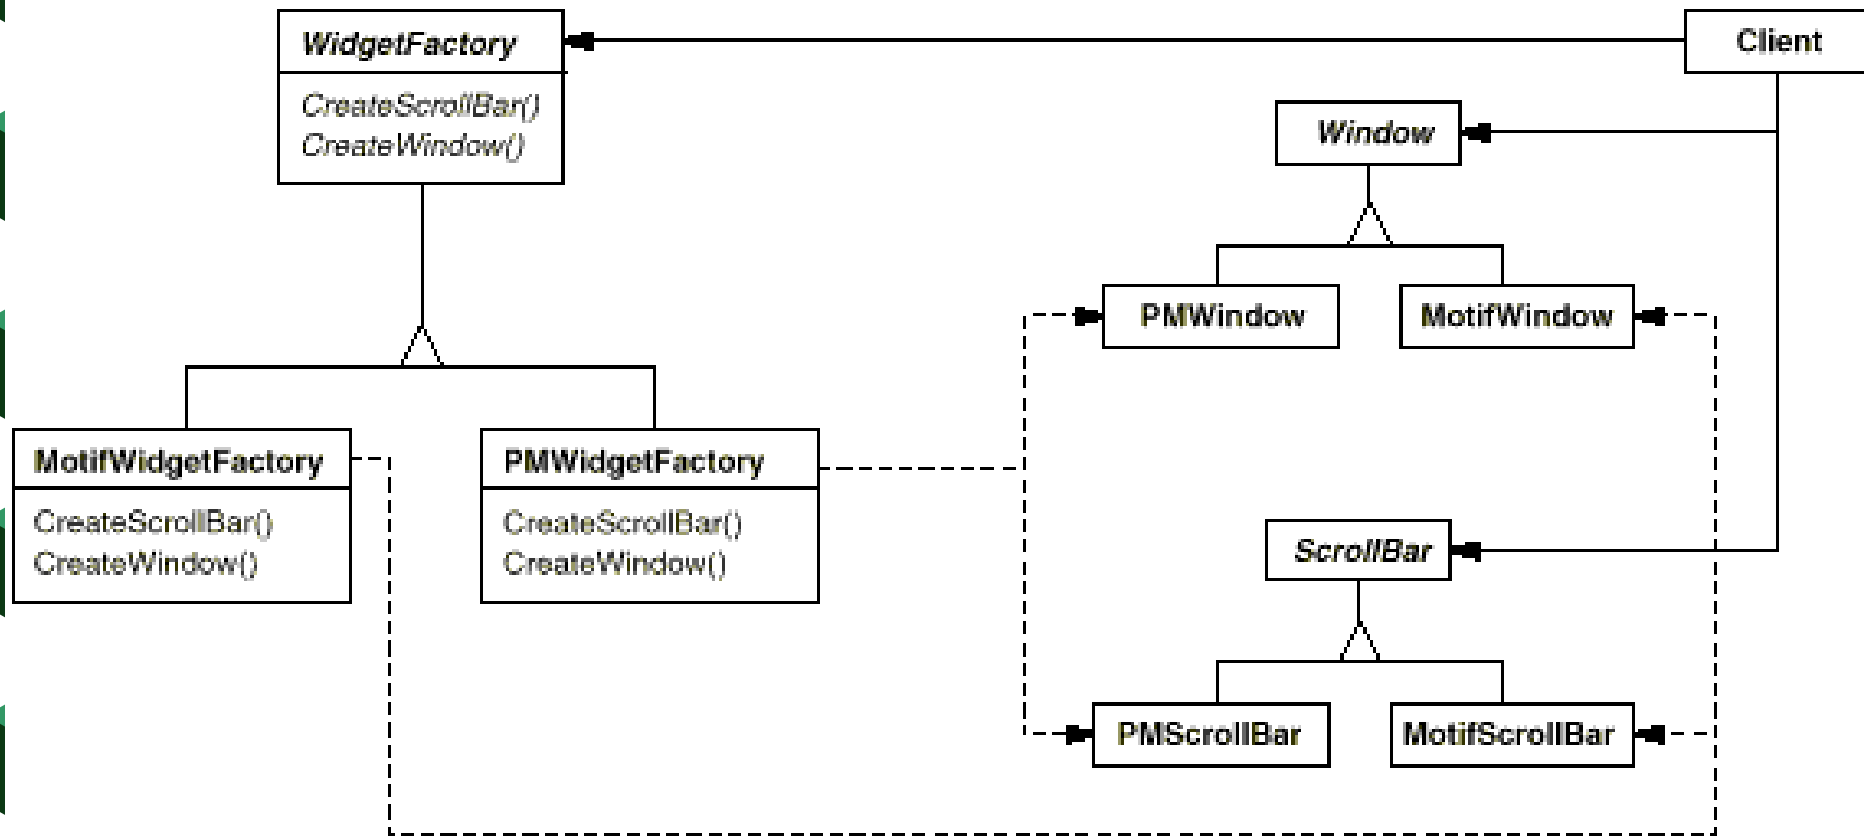 WidgetFactory
CreateScrollBar()
CreateWindow()
Client
Window
PMWindow
MotifWindow
MotifWidgetFactory
CreateScrollBar()
CreateWindow()
PMWidgetFactory
CreateScrollBar()
CreateWindow()
ScrollBar
PMScrollBar
MotifScrollBar